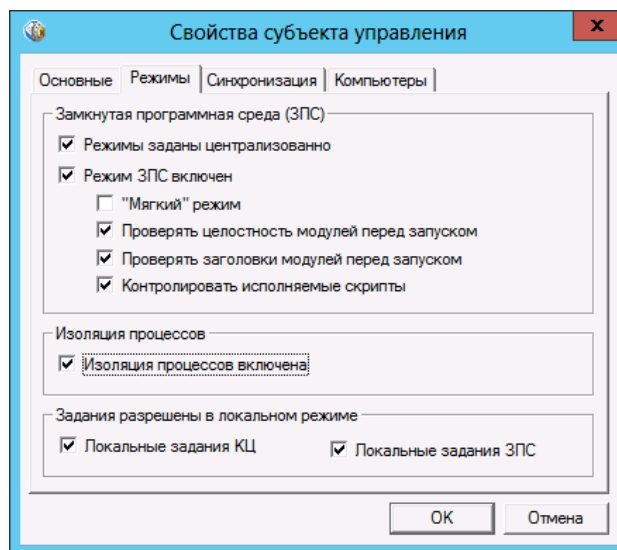 Свойства субъекта управления
x
Основные Режимы Синхронизация Компьютеры
Замкнутая программная среда (ЗПС)
Режимы заданы централизованно
Режим ЗПС включен
"Мягкий" режим
Проверять целостность модулей перед запуском
Проверять заголовки модулей перед запуском
Контролировать исполняемые скрипты
Изоляция процессов
Изоляция процессов включена
Задания разрешены в локальном режиме
Локальные задания КЦ Локальные задания ЗПС
OK Отмена